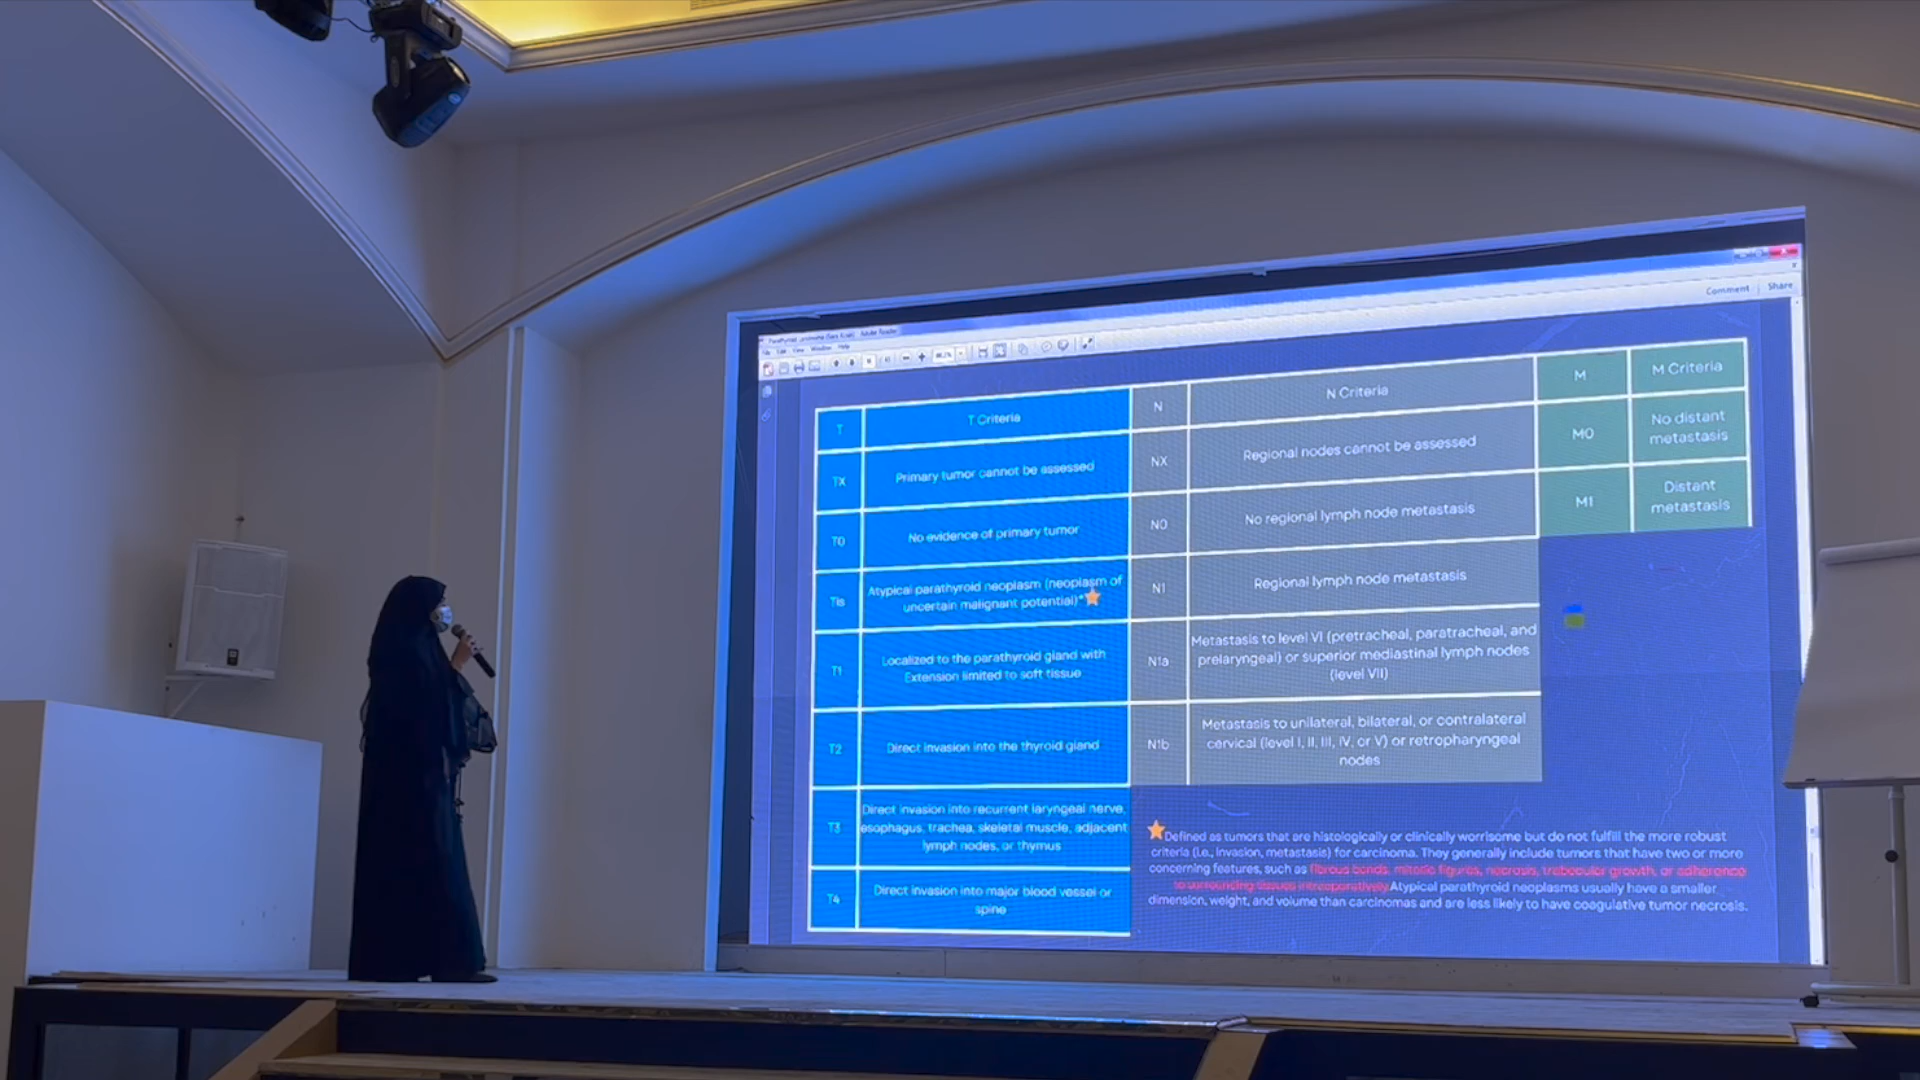 Adobe Reader
Window Help
Comment Share
T
T Criteria
TX
Primary tumor cannot be assessed
T0
No evidence of primary tumor
Tis
Atypical parathyroid neoplasm (neoplasm of
uncertain malignant potential)*
T1
Localized to the parathyroid gland with
Extension limited to soft tissue
T2
Direct invasion into the thyroid gland
T3
Direct invasion into recurrent laryngeal nerve,
esophagus, trachea, skeletal muscle, adjacent
lymph nodes, or thymus
T4
Direct invasion into major blood vessel or
spine
N
N Criteria
NX
Regional nodes cannot be assessed
N0
No regional lymph node metastasis
N1
Regional lymph node metastasis
N1a
Metastasis to level VI (pretracheal, paratracheal, and
prelaryngeal) or superior mediastinal lymph nodes
(level VII)
N1b
Metastasis to unilateral, bilateral, or contralateral
cervical (level I, II, III, IV, or V) or retropharyngeal
nodes
M
M Criteria
M0
No distant
metastasis
M1
Distant
metastasis
Defined as tumors that are histologically or clinically worrisome but do not fulfill the more robust
criteria (i.e., invasion, metastasis) for carcinoma. They generally include tumors that have two or more
concerning features, such as fibrous bands, mitotic figures, necrosis, trabecular growth, or adherence
to surrounding tissues intraoperatively. Atypical parathyroid neoplasms usually have a smaller
dimension, weight, and volume than carcinomas and are less likely to have coagulative tumor necrosis.